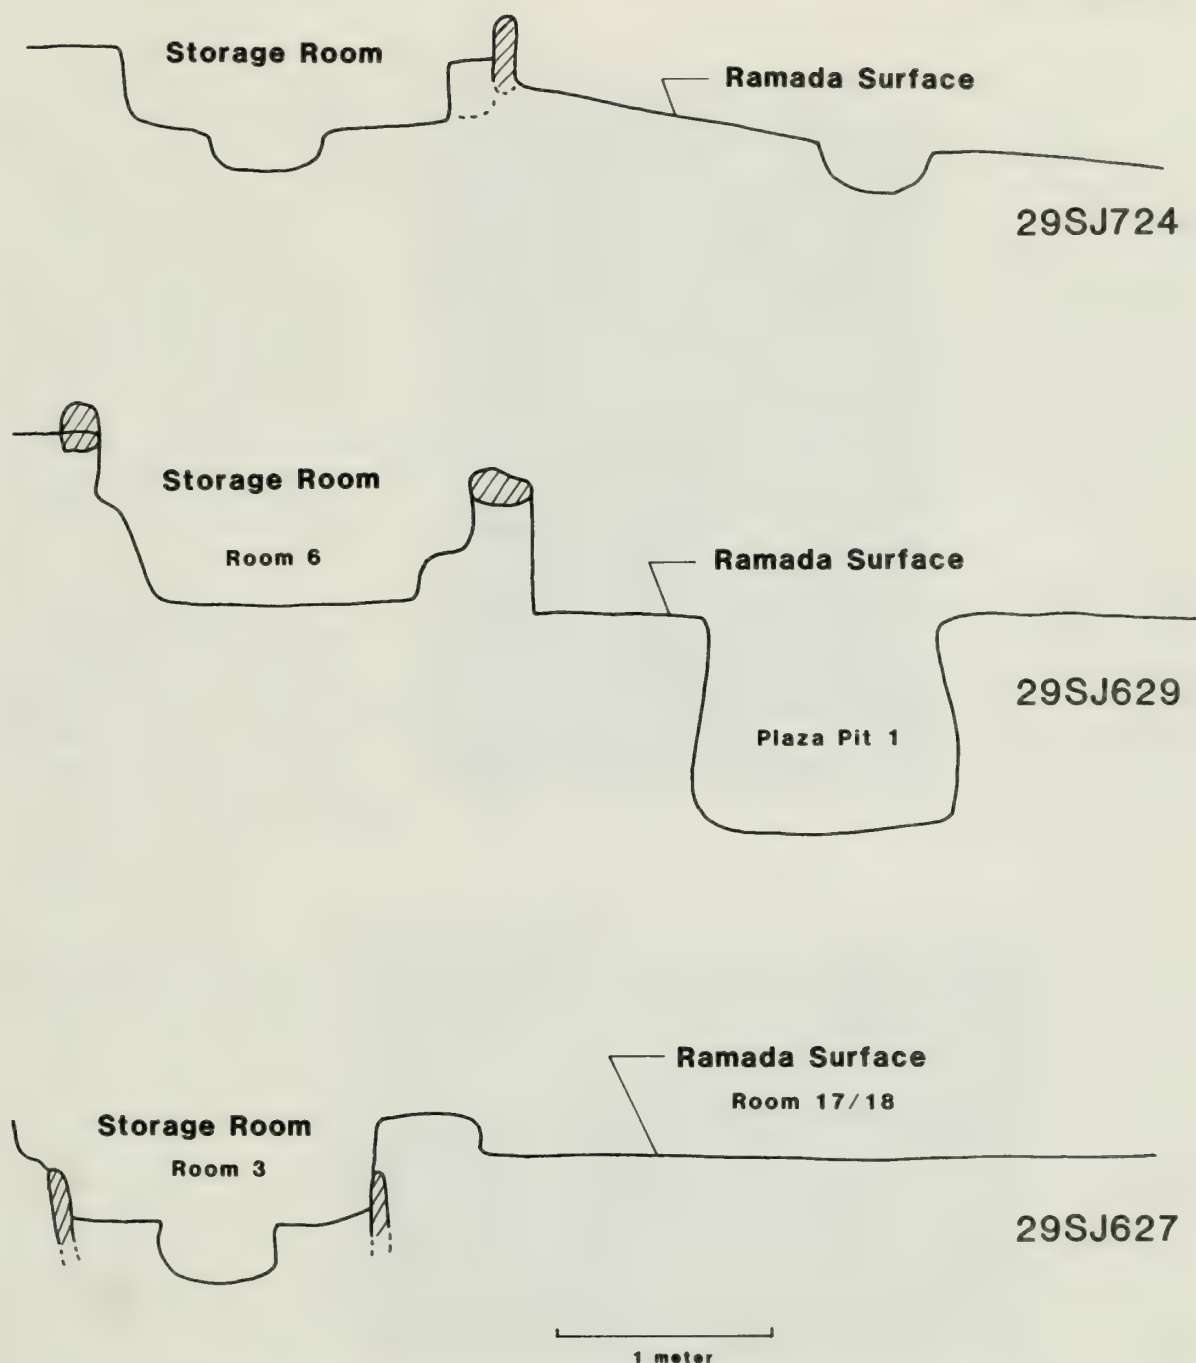 Storage Room
Ramada Surface
29SJ724
Storage Room
Room 6
Ramada Surface
29SJ629
Plaza Pit 1
Ramada Surface
Room 17/18
Storage Room
Room 3
29SJ627
1 meter